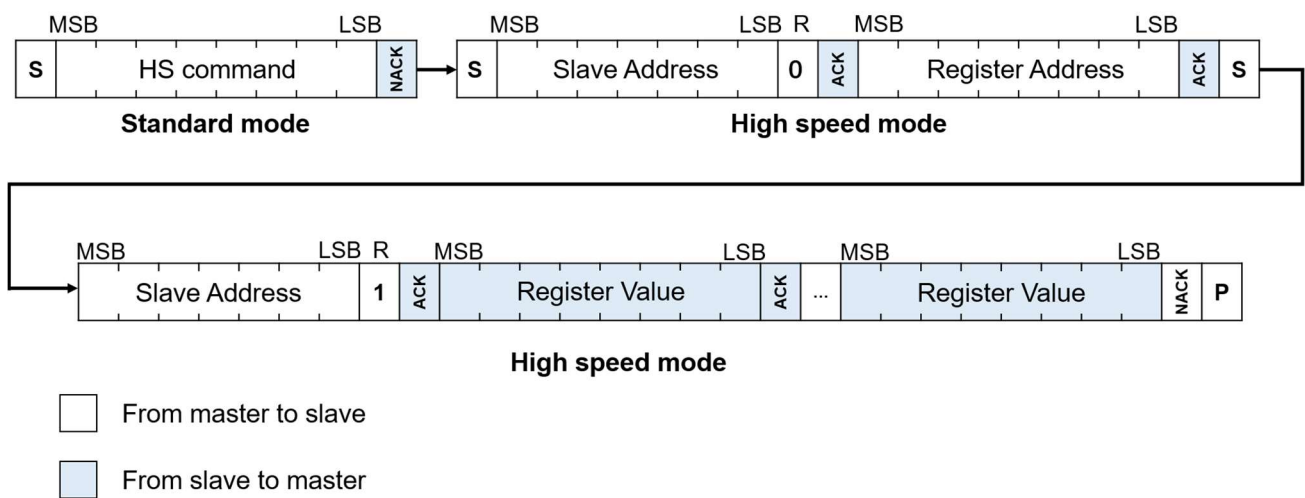 MSB LSB MSB LSB R MSB LSB
S HS command NACK S Slave Address 0 ACK Register Address ACK S
Standard mode High speed mode
MSB LSB R MSB LSB MSB LSB
Slave Address 1 ACK Register Value ACK ... Register Value NACK P
High speed mode
From master to slave
From slave to master